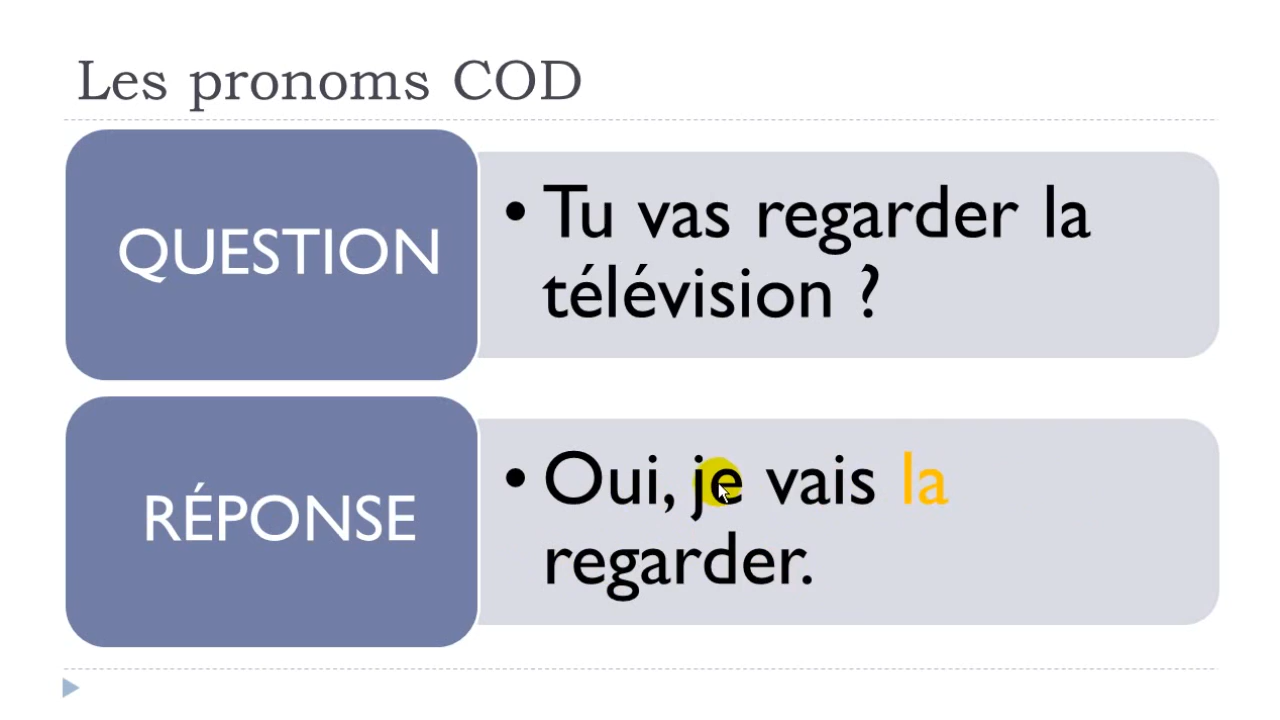 Les pronoms COD
QUESTION
• Tu vas regarder la
télévision ?
RÉPONSE
• Oui, je vais la
regarder.